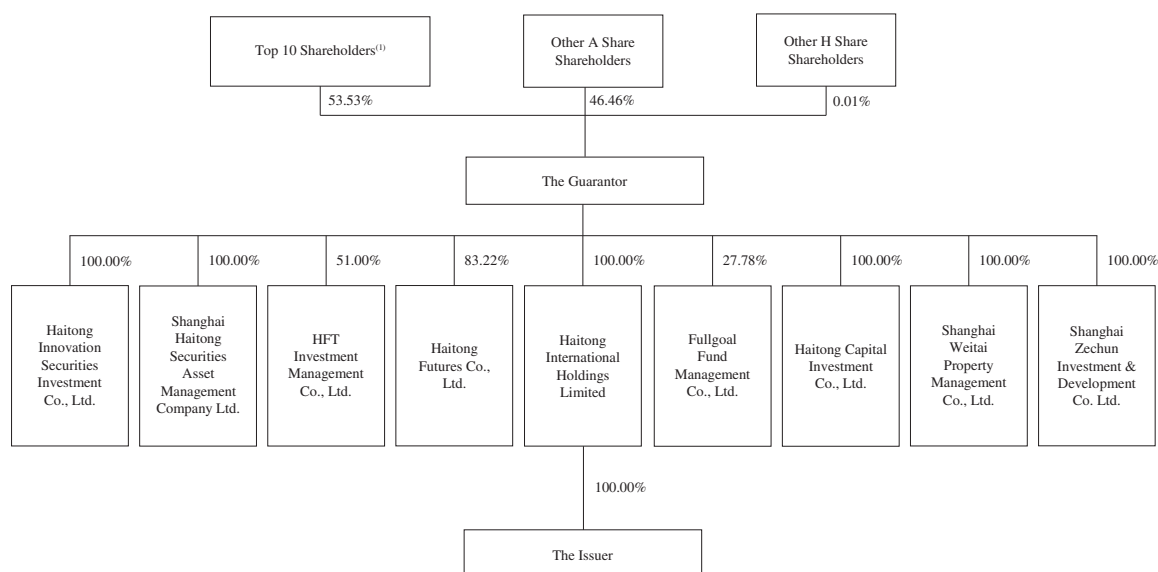 Top 10 Shareholders(1)
Other A Share
Shareholders
Other H Share
Shareholders
53.53%
46.46%
0.01%
The Guarantor
100.00%
100.00%
51.00%
83.22%
100.00%
27.78%
100.00%
100.00%
100.00%
Haitong
Innovation
Securities
Investment
Co., Ltd.
Shanghai
Haitong
Securities
Asset
Management
Company Ltd.
HFT
Investment
Management
Co., Ltd.
Haitong
Futures Co.,
Ltd.
Haitong
International
Holdings
Limited
Fullgoal
Fund
Management
Co., Ltd.
Haitong Capital
Investment
Co., Ltd.
Shanghai
Weitai
Property
Management
Co., Ltd.
Shanghai
Zechun
Investment &
Development
Co. Ltd.
100.00%
The Issuer